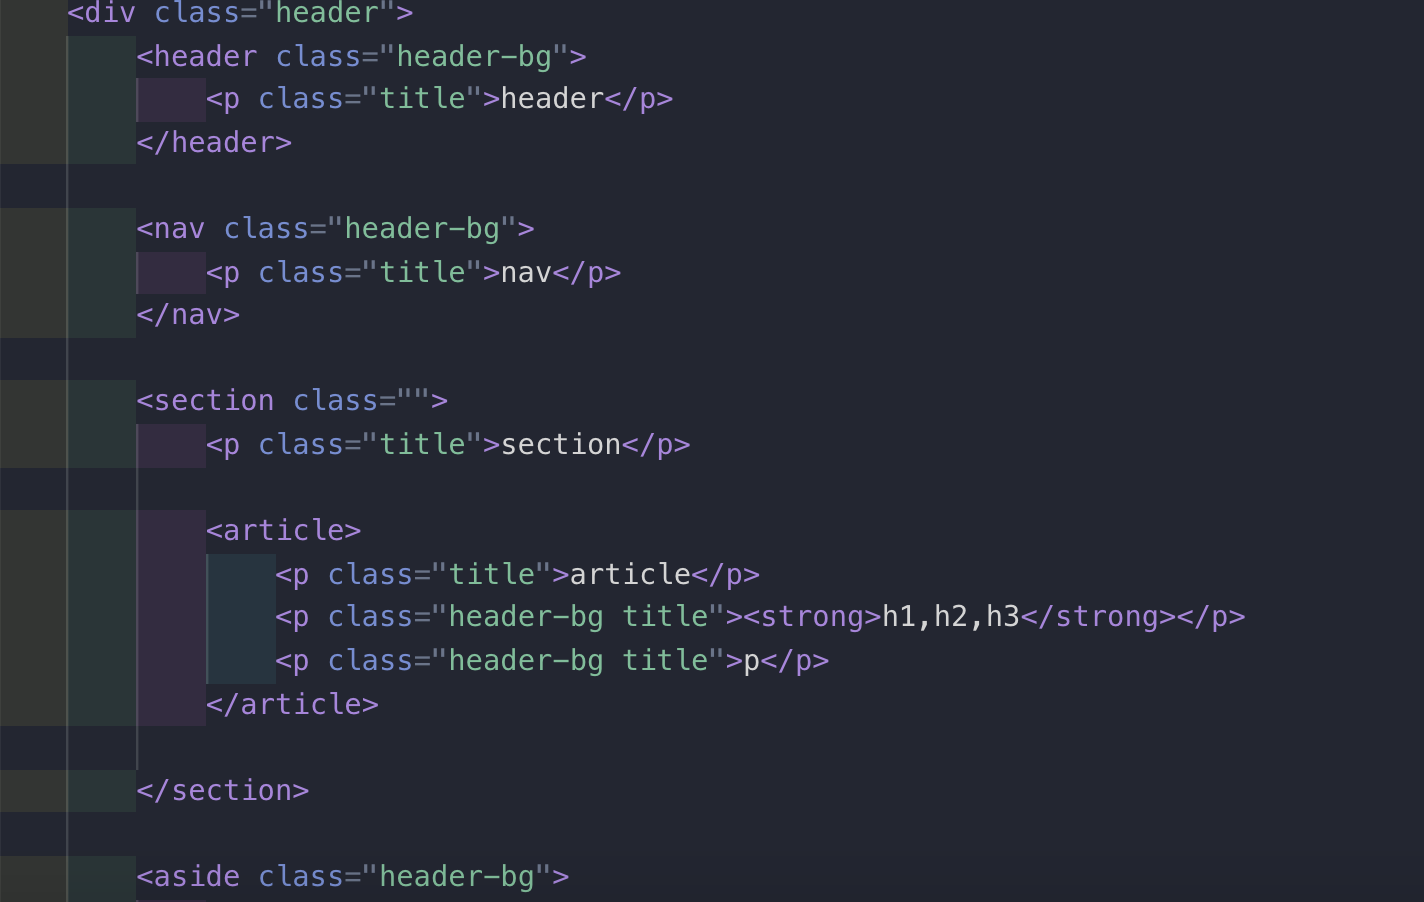 <div class="header">
<header class="header-bg">
<p class="title">header</p>
</header>
<nav class="header-bg">
<p class="title">nav</p>
</nav>
<section class="">
<p class="title">section</p>
<article>
<p class="title">article</p>
<p class="header-bg title"><strong>h1,h2,h3</strong></p>
<p class="header-bg title">p</p>
</article>
</section>
<aside class="header-bg">